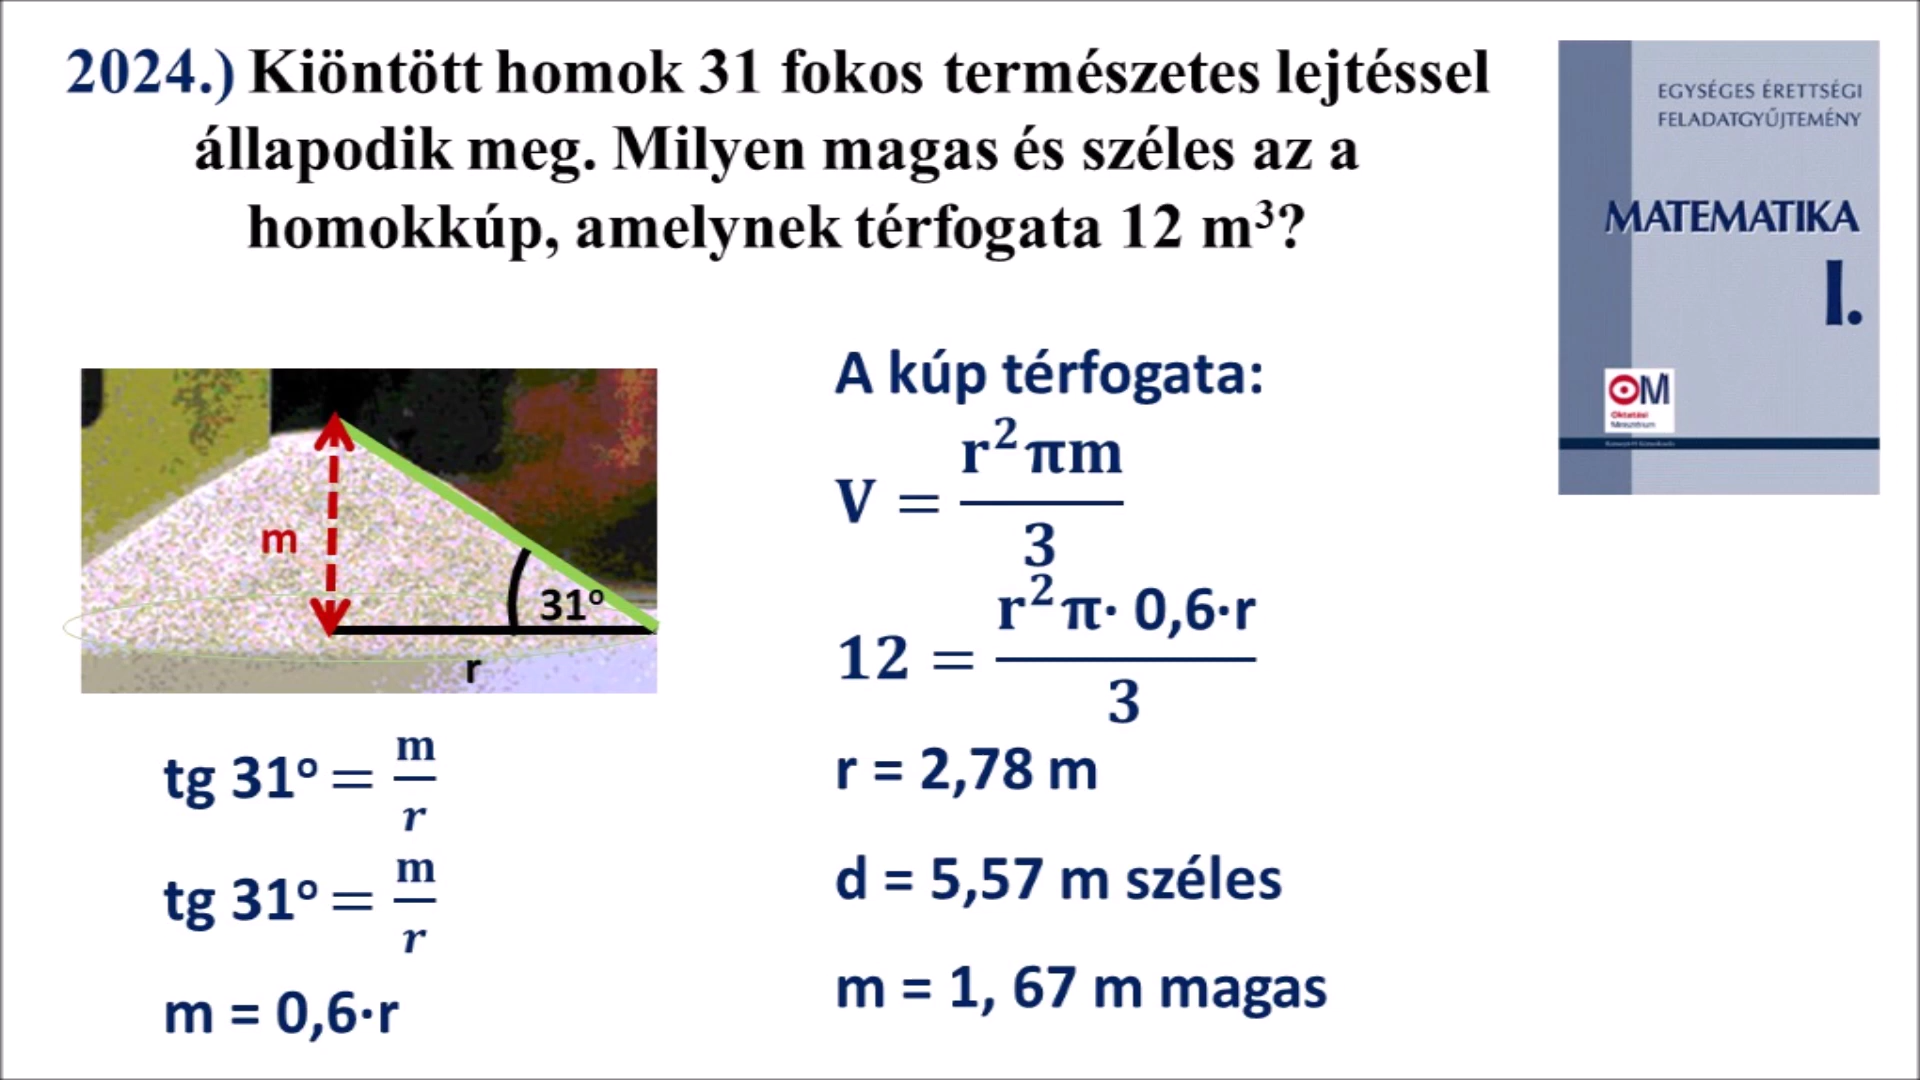 2024.) Kiöntött homok 31 fokos természetes lejtéssel
állapodik meg. Milyen magas és széles az a
homokkúp, amelynek térfogata 12 m³?
EGYSÉGES ÉRETTSÉGI
FELADATGYŰJTEMÉNY
MATEMATIKA
I.
OM
Oktatási
Minisztérium
m
31°
r
tg 31° = m/r
tg 31° = m/r
m = 0,6·r
A kúp térfogata:
V = r²πm/3
12 = r²π· 0,6·r/3
r = 2,78 m
d = 5,57 m széles
m = 1, 67 m magas